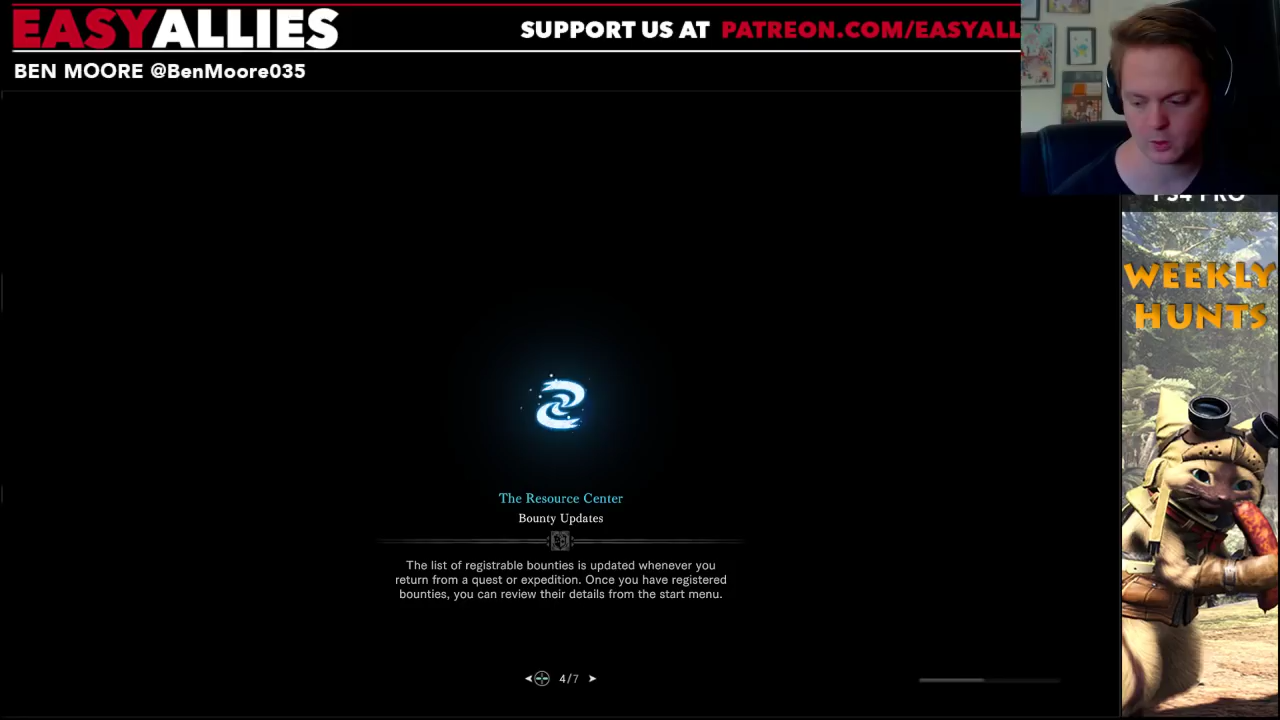 EASYALLIES
SUPPORT US AT PATREON.COM/EASYALL
BEN MOORE @BenMoore035
PS4 PRO
WEEKLY
HUNTS
The Resource Center
Bounty Updates
The list of registrable bounties is updated whenever you
return from a quest or expedition. Once you have registered
bounties, you can review their details from the start menu.
4/7